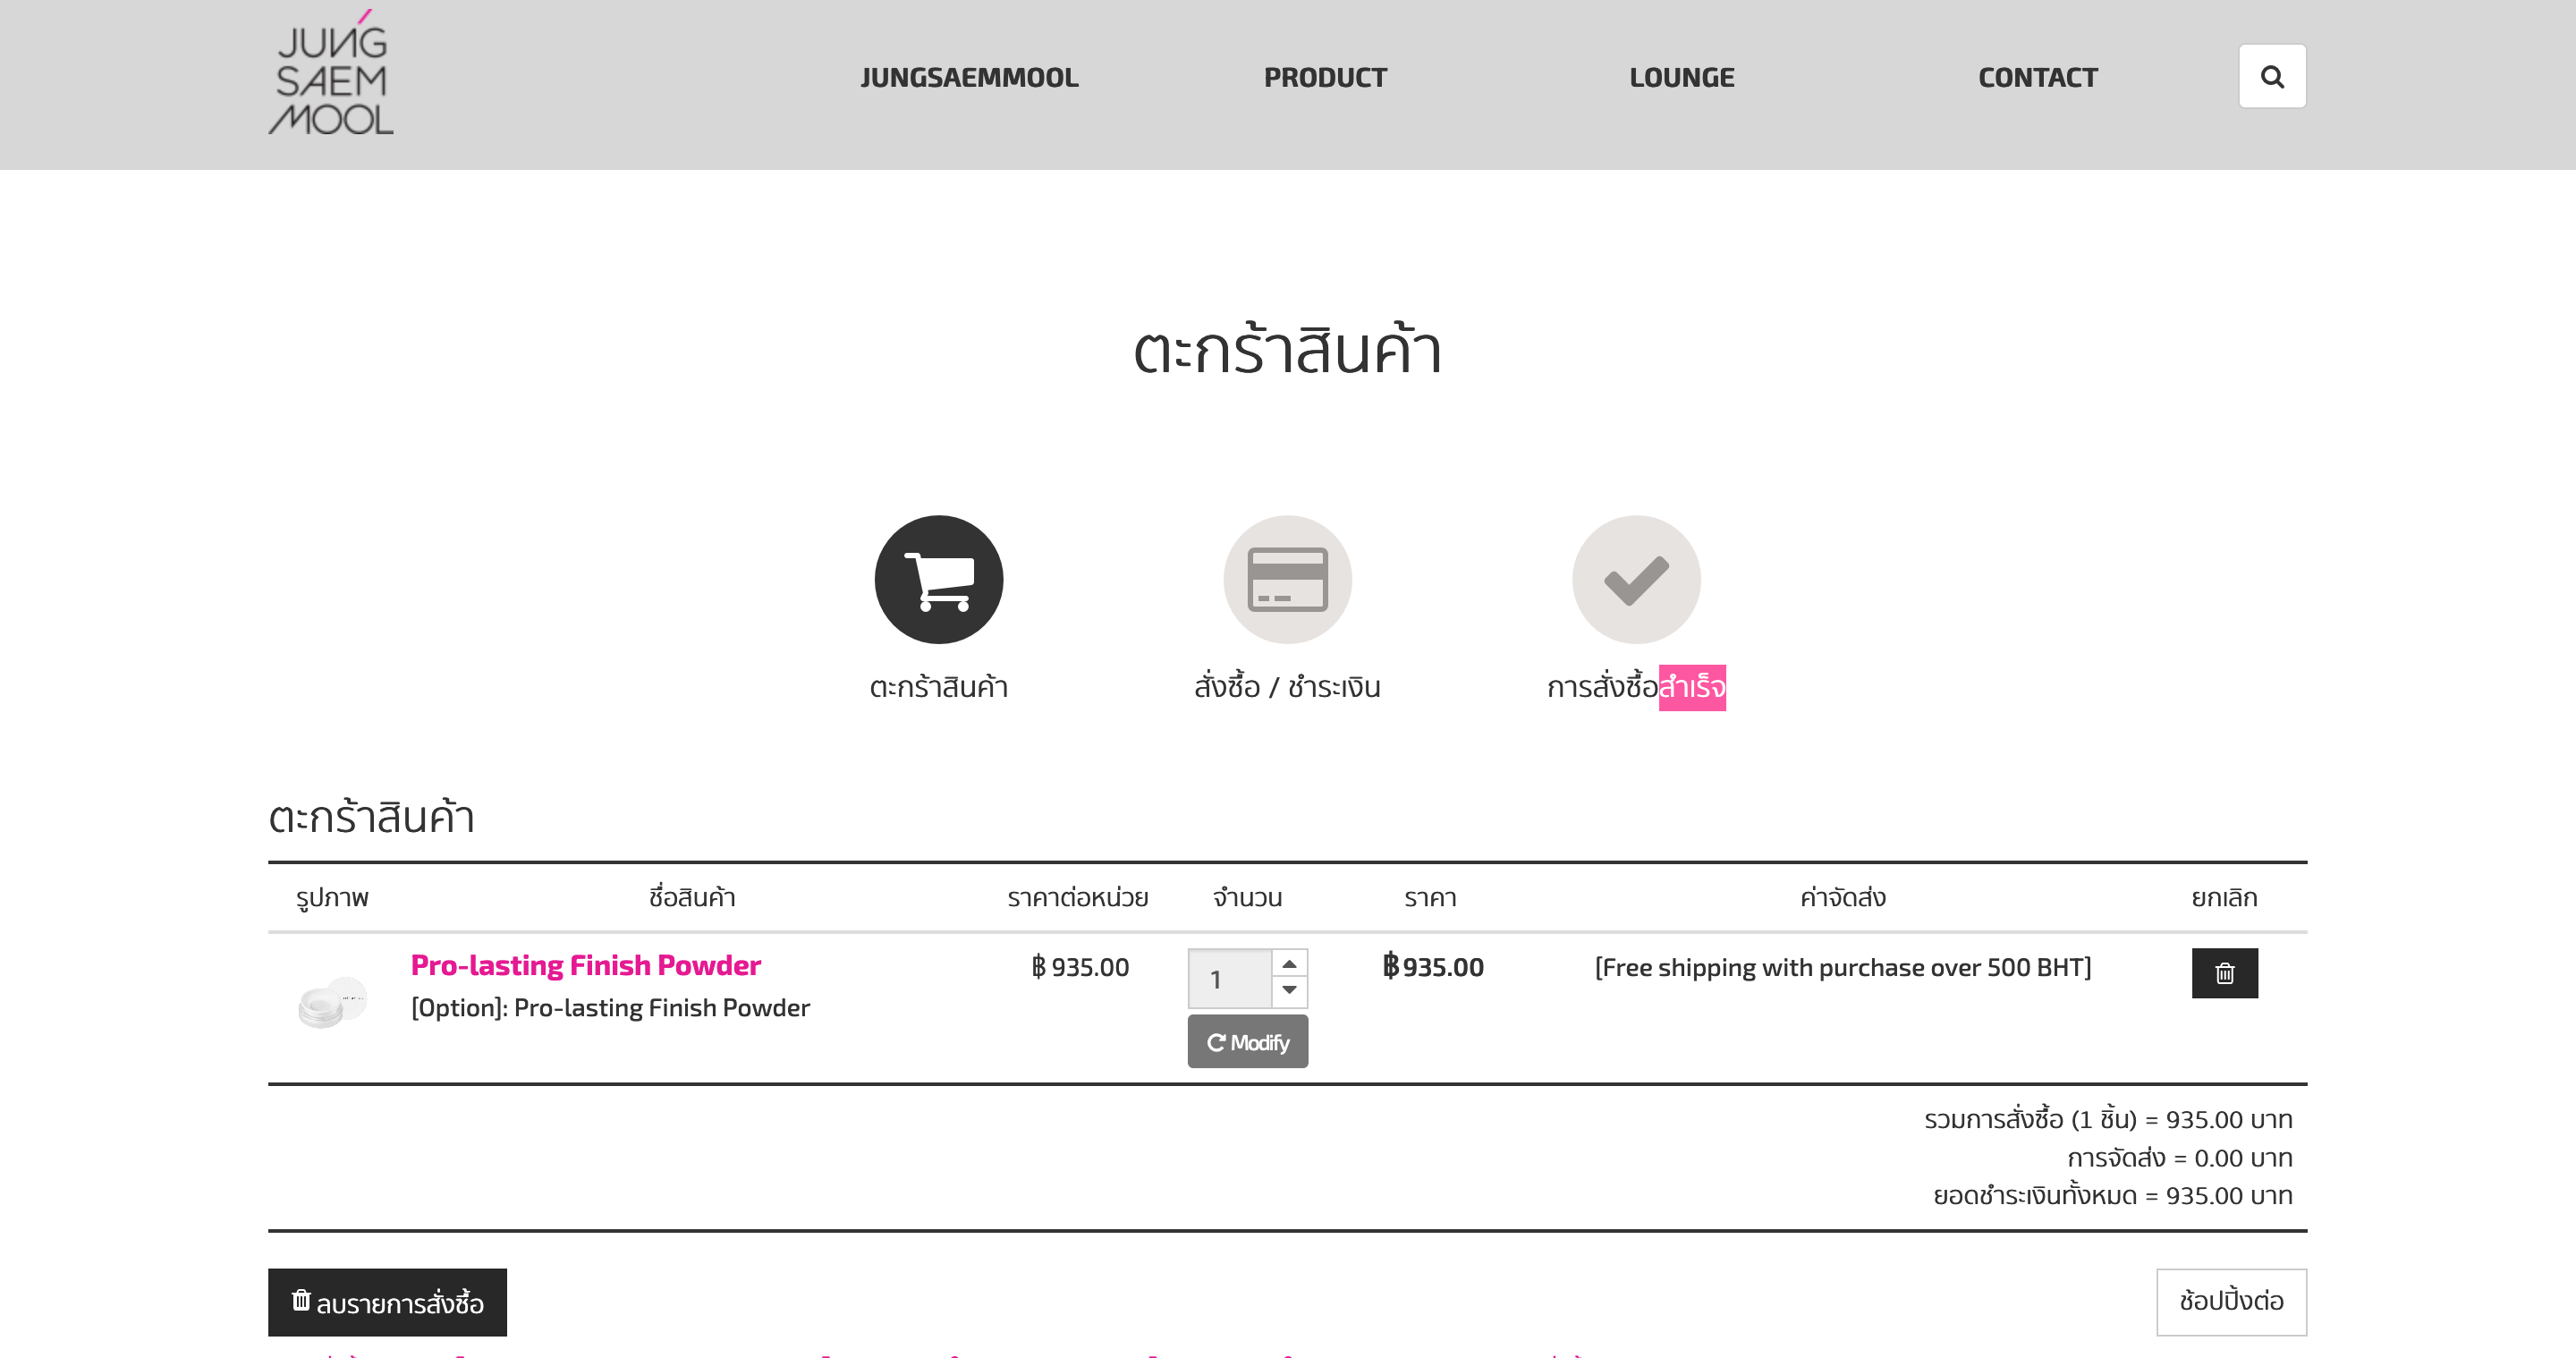 JUNG
SAEM
MOOL
JUNGSAEMMOOL PRODUCT LOUNGE CONTACT
ตะกร้าสินค้า
ตะกร้าสินค้า สั่งซื้อ / ชำระเงิน การสั่งซื้อสำเร็จ
ตะกร้าสินค้า
รูปภาพ ชื่อสินค้า ราคาต่อหน่วย จำนวน ราคา ค่าจัดส่ง ยกเลิก
Pro-lasting Finish Powder ฿ 935.00 1 ฿ 935.00 [Free shipping with purchase over 500 BHT]
[Option]: Pro-lasting Finish Powder
Modify
รวมการสั่งซื้อ (1 ชิ้น) = 935.00 บาท
การจัดส่ง = 0.00 บาท
ยอดชำระเงินทั้งหมด = 935.00 บาท
ลบรายการสั่งซื้อ ช้อปปิ้งต่อ